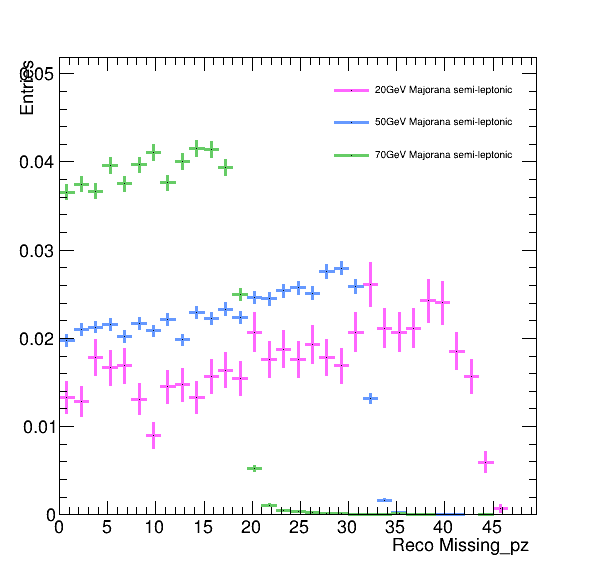 Entries
0.05
0.04
0.03
0.02
0.01
0
20GeV Majorana semi-leptonic
50GeV Majorana semi-leptonic
70GeV Majorana semi-leptonic
0 5 10 15 20 25 30 35 40 45
Reco Missing_pz